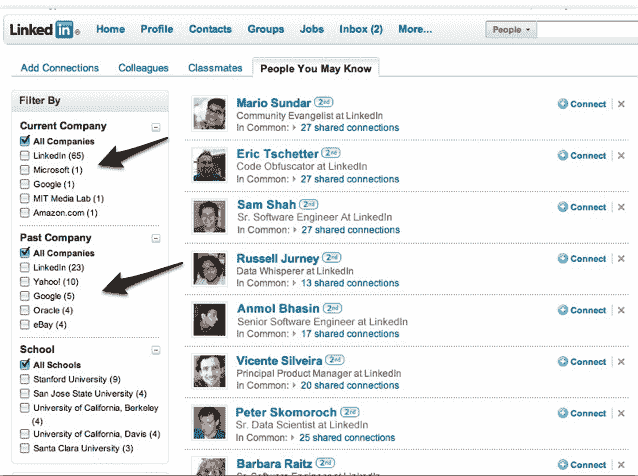 Linked in®
Home Profile Contacts Groups Jobs Inbox (2) More...
People
Add Connections Colleagues Classmates People You May Know
Filter By
Current Company
All Companies
LinkedIn (65)
Microsoft (1)
Google (1)
MIT Media Lab (1)
Amazon.com (1)
Past Company
All Companies
LinkedIn (23)
Yahoo! (10)
Google (5)
Oracle (4)
eBay (4)
School
All Schools
Stanford University (9)
San Jose State University (4)
University of California, Berkeley
(4)
University of California, Davis (4)
Santa Clara University (3)
Mario Sundar 2nd
Community Evangelist at LinkedIn
In Common: 27 shared connections
Connect
Eric Tschetter 2nd
Code Obfuscator at LinkedIn
In Common: 27 shared connections
Connect
Sam Shah 2nd
Sr. Software Engineer At LinkedIn
In Common: 27 shared connections
Connect
Russell Jurney 2nd
Data Whisperer at LinkedIn
In Common: 13 shared connections
Connect
Anmol Bhasin 2nd
Senior Software Engineer at LinkedIn
In Common: 17 shared connections
Connect
Vicente Silveira 2nd
Principal Product Manager at LinkedIn
In Common: 20 shared connections
Connect
Peter Skomoroch 2nd
Sr. Data Scientist at LinkedIn
In Common: 25 shared connections
Connect
Barbara Raitz 2nd
Connect